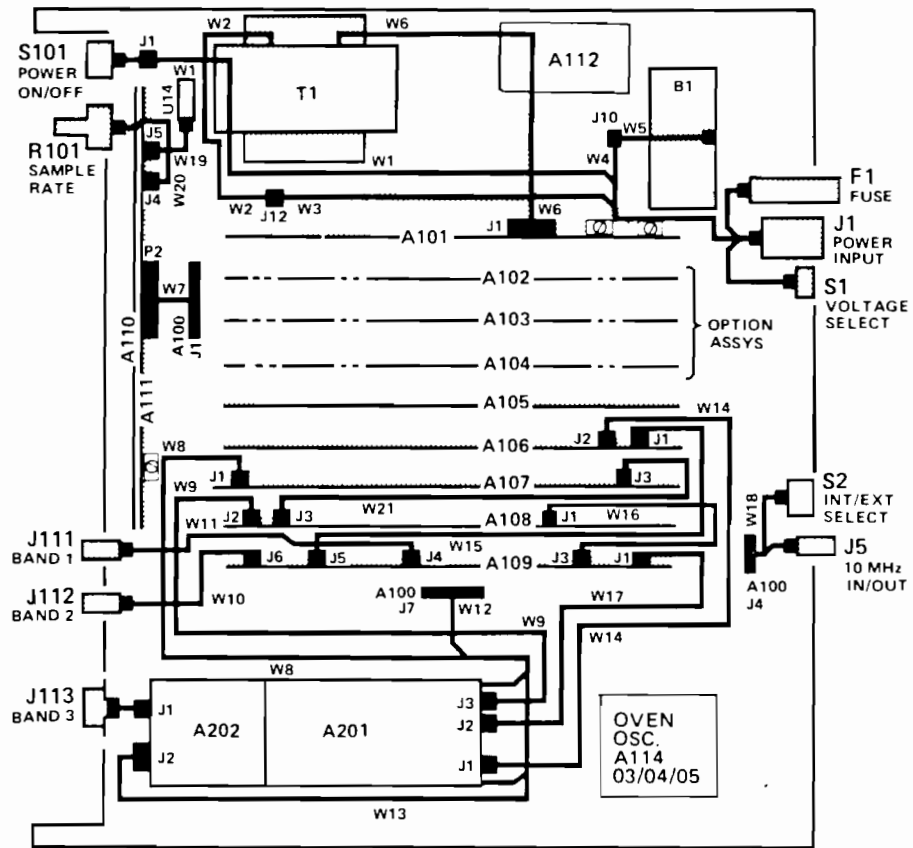 W2
W6
S101
POWER
ON/OFF
J1
T1
A112
B1
W1
U14
J10
W5
W4
R101
SAMPLE
RATE
J5
W19
J4
W20
W1
F1
FUSE
W2
J12
W3
J1
W6
A101
J1
POWER
INPUT
P2
W7
A102
A100
J1
A103
OPTION
ASSYS
S1
VOLTAGE
SELECT
A110
A104
A111
A105
W14
W8
A106
J2
J1
J1
A107
J3
W9
W21
S2
INT/EXT
SELECT
J2
J3
A108
J1
W16
W18
J111
BAND 1
W11
W15
J6
J5
J4
A109
J3
J1
J5
10 MHz
IN/OUT
A100
J4
J112
BAND 2
W10
A100
J7
W12
W17
W9
W14
W8
J113
BAND 3
J1
J2
A202
A201
J3
J2
J1
OVEN
OSC.
A114
03/04/05
W13